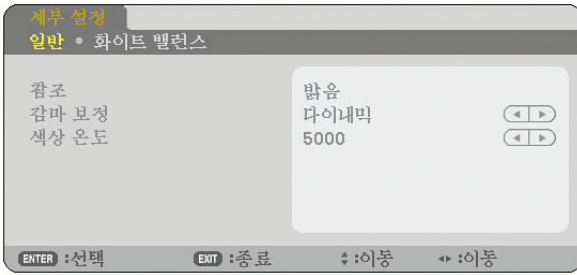 세부 설정
일반 • 화이트 밸런스
참조 밝음
감마 보정 다이내믹
색상 온도 5000
ENTER :선택 EXIT :종료 :이동 :이동